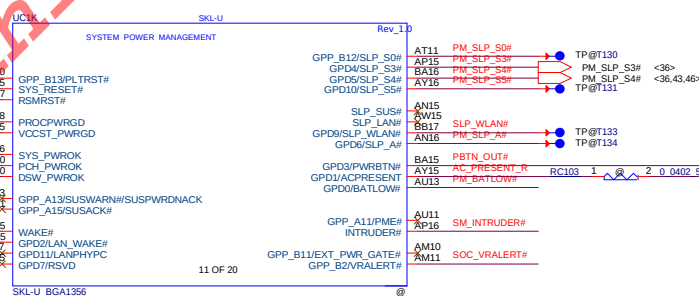 UC1K
SKL-U
Rev_1.0
SYSTEM POWER MANAGEMENT
GPP_B12/SLP_S0# AT11 PM_SLP_S0# TP@T130
GPD4/SLP_S3# AP15 PM_SLP_S3# PM_SLP_S3# <36>
GPD5/SLP_S4# BA16 PM_SLP_S4# PM_SLP_S4# <36,43,46>
GPD10/SLP_S5# AY16 PM_SLP_S5# TP@T131
GPP_B13/PLTRST#
SYS_RESET#
RSMRST#
SLP_SUS# AN15
SLP_LAN# AW15
GPD9/SLP_WLAN# BB17 SLP_WLAN# TP@T133
GPD6/SLP_A# AN16 PM_SLP_A# TP@T134
PROCPWRGD
VCCST_PWRGD
SYS_PWROK
PCH_PWROK
DSW_PWROK
GPD3/PWRBTN# BA15 PBTN_OUT#
GPD1/ACPRESENT AY15 AC_PRESENT_R RC103 1 @ 2 0_0402_5
GPD0/BATLOW# AU13 PM_BATLOW#
GPP_A13/SUSWARN#/SUSPWRDNACK
GPP_A15/SUSACK#
GPP_A11/PME# AU11
INTRUDER# AP16 SM_INTRUDER#
WAKE#
GPD2/LAN_WAKE#
GPD11/LANPHYPC
GPD7/RSVD
GPP_B11/EXT_PWR_GATE# AM10
GPP_B2/VRALERT# AM11 SOC_VRALERT#
11 OF 20
SKL-U_BGA1356
@